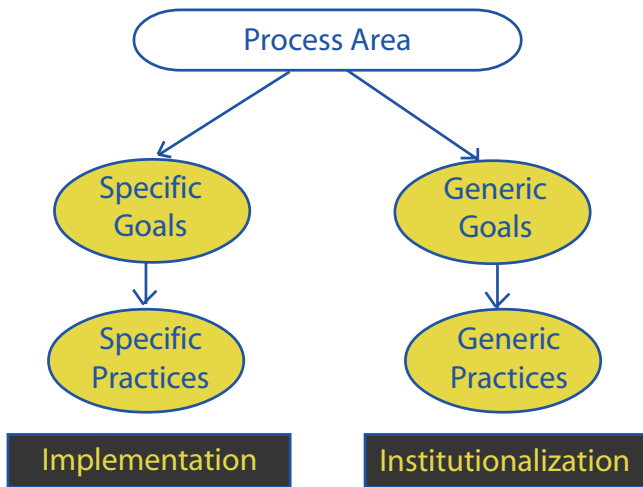 Process Area
Specific
Goals
Generic
Goals
Specific
Practices
Generic
Practices
Implementation
Institutionalization